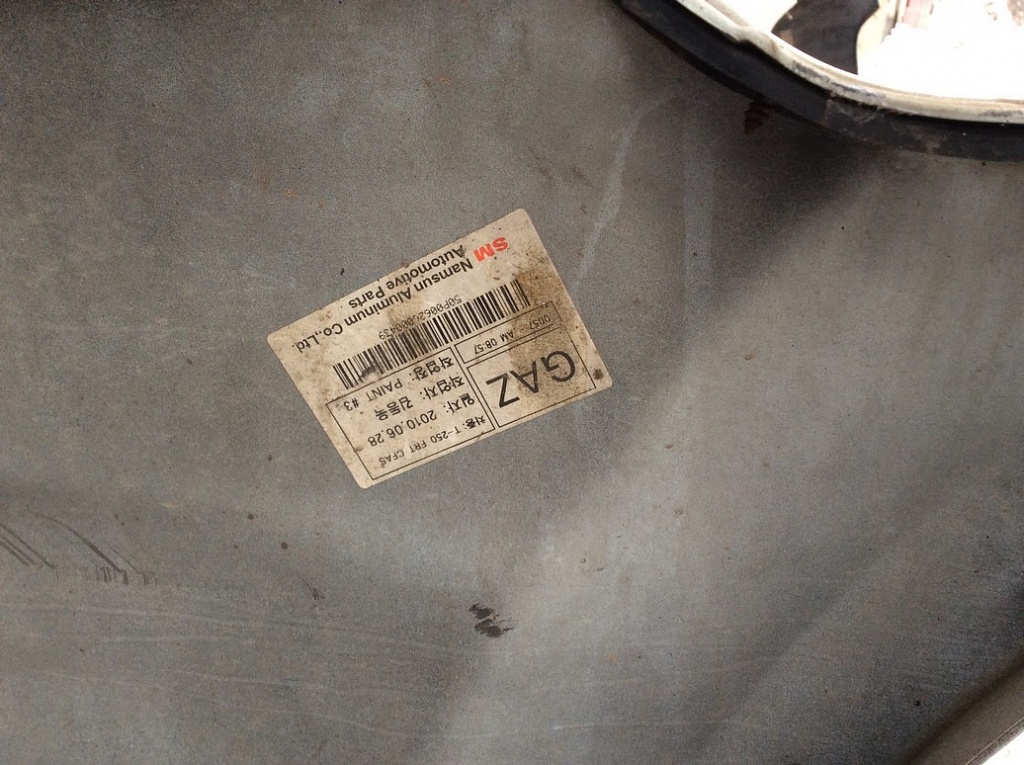 SM Namsun Aluminum Co.,Ltd.
Automotive Parts
GAZ
AM 08:57
차종: T-250 FRT CFAS
일자: 2010.06.28
작업자: 김동욱
작업장: PAINT #3